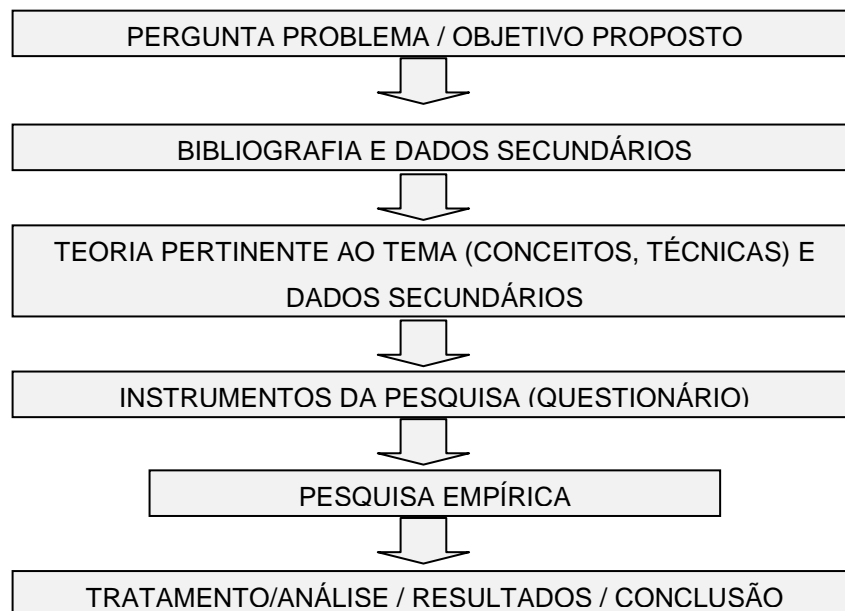 PERGUNTA PROBLEMA / OBJETIVO PROPOSTO
BIBLIOGRAFIA E DADOS SECUNDÁRIOS
TEORIA PERTINENTE AO TEMA (CONCEITOS, TÉCNICAS) E
DADOS SECUNDÁRIOS
INSTRUMENTOS DA PESQUISA (QUESTIONÁRIO)
PESQUISA EMPÍRICA
TRATAMENTO/ANÁLISE / RESULTADOS / CONCLUSÃO